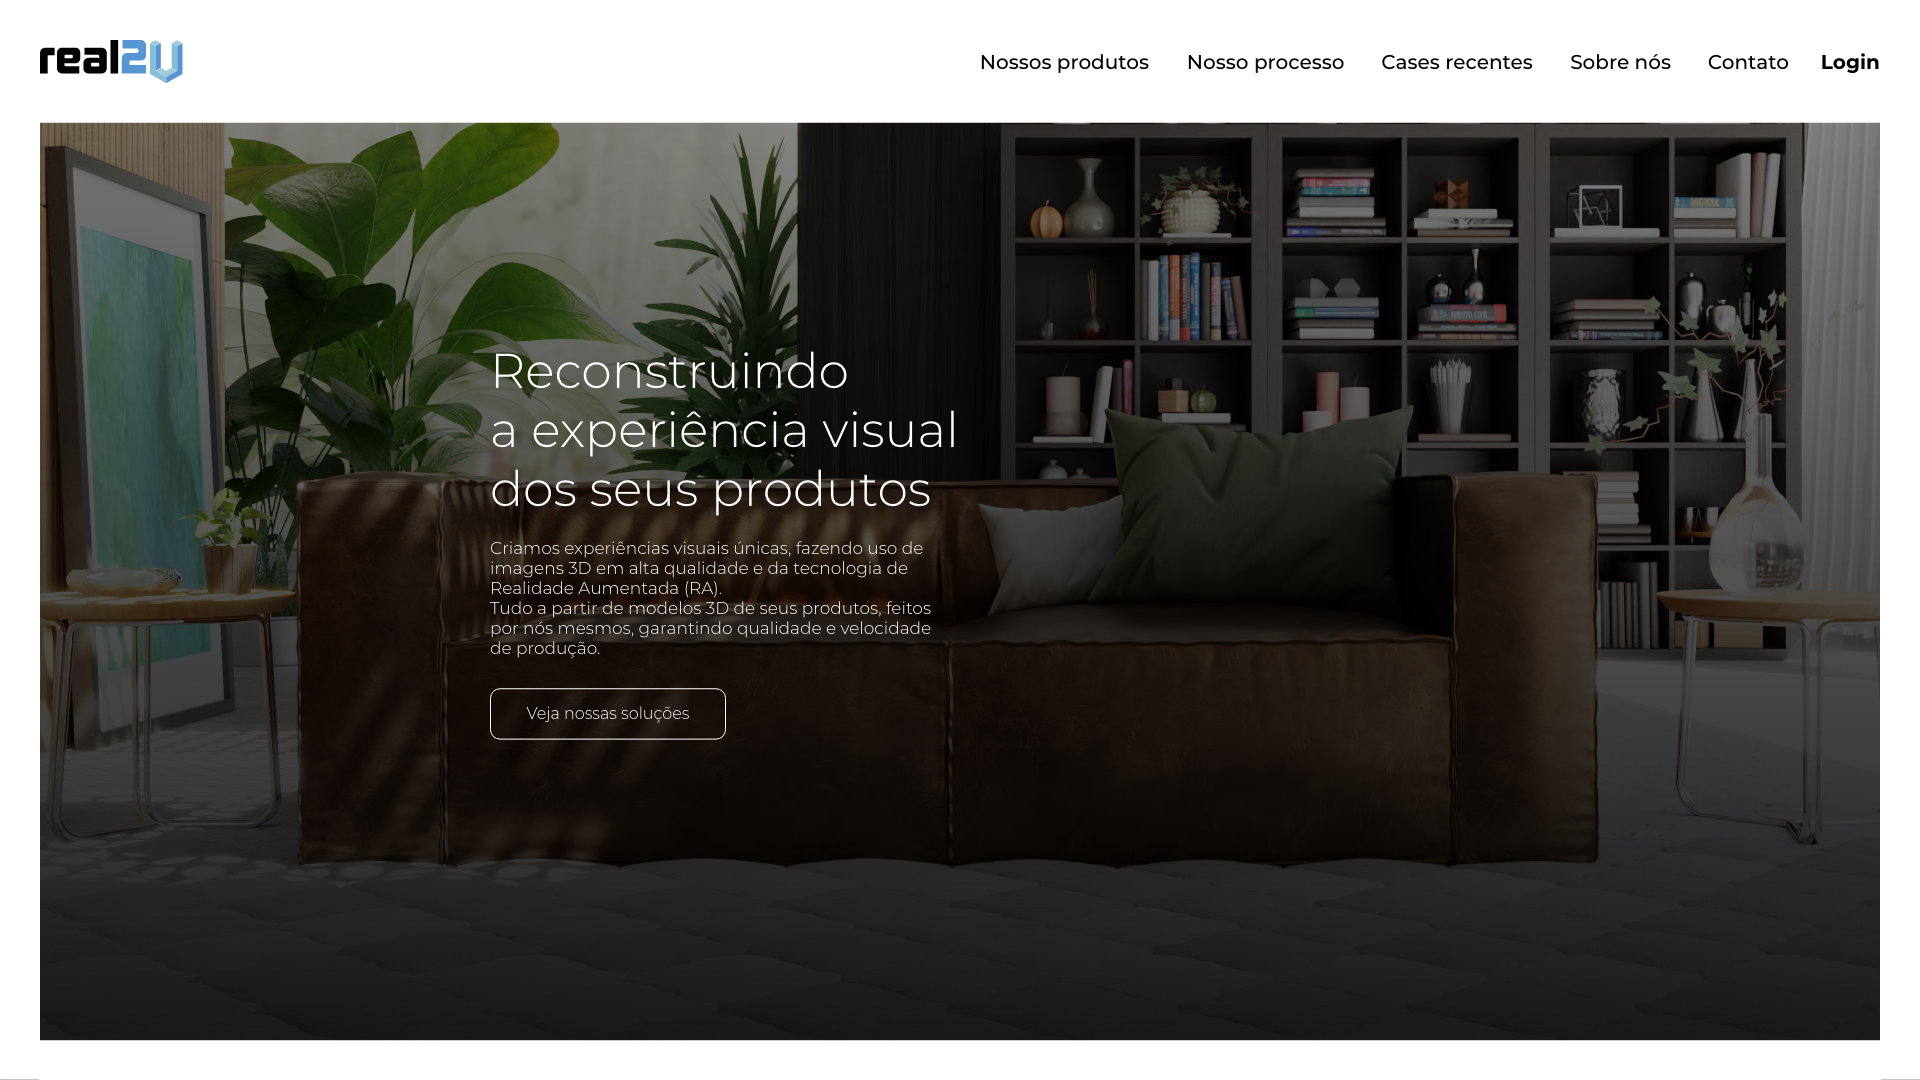 real2U
Nossos produtos
Nosso processo
Cases recentes
Sobre nós
Contato
Login
Reconstruindo
a experiência visual
dos seus produtos
Criamos experiências visuais únicas, fazendo uso de
imagens 3D em alta qualidade e da tecnologia de
Realidade Aumentada (RA).
Tudo a partir de modelos 3D de seus produtos, feitos
por nós mesmos, garantindo qualidade e velocidade
de produção.
Veja nossas soluções